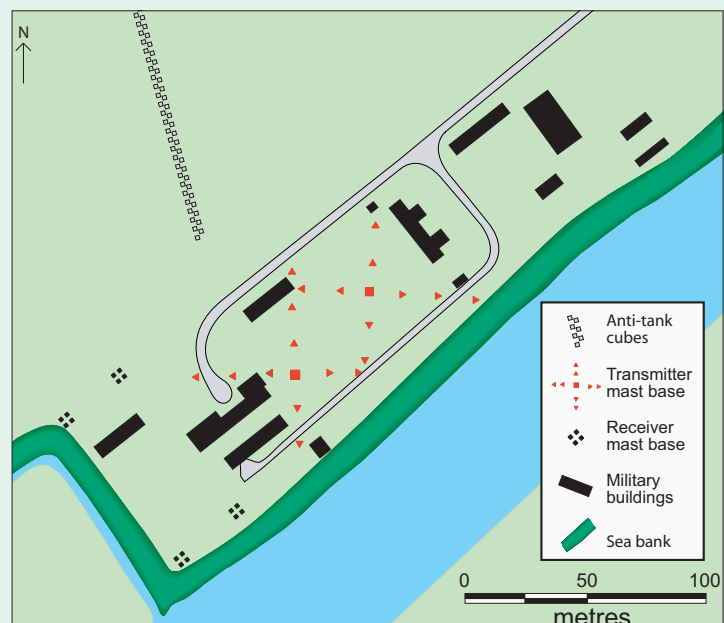 N
Anti-tank
cubes
Transmitter
mast base
Receiver
mast base
Military
buildings
Sea bank
0 50 100
metres